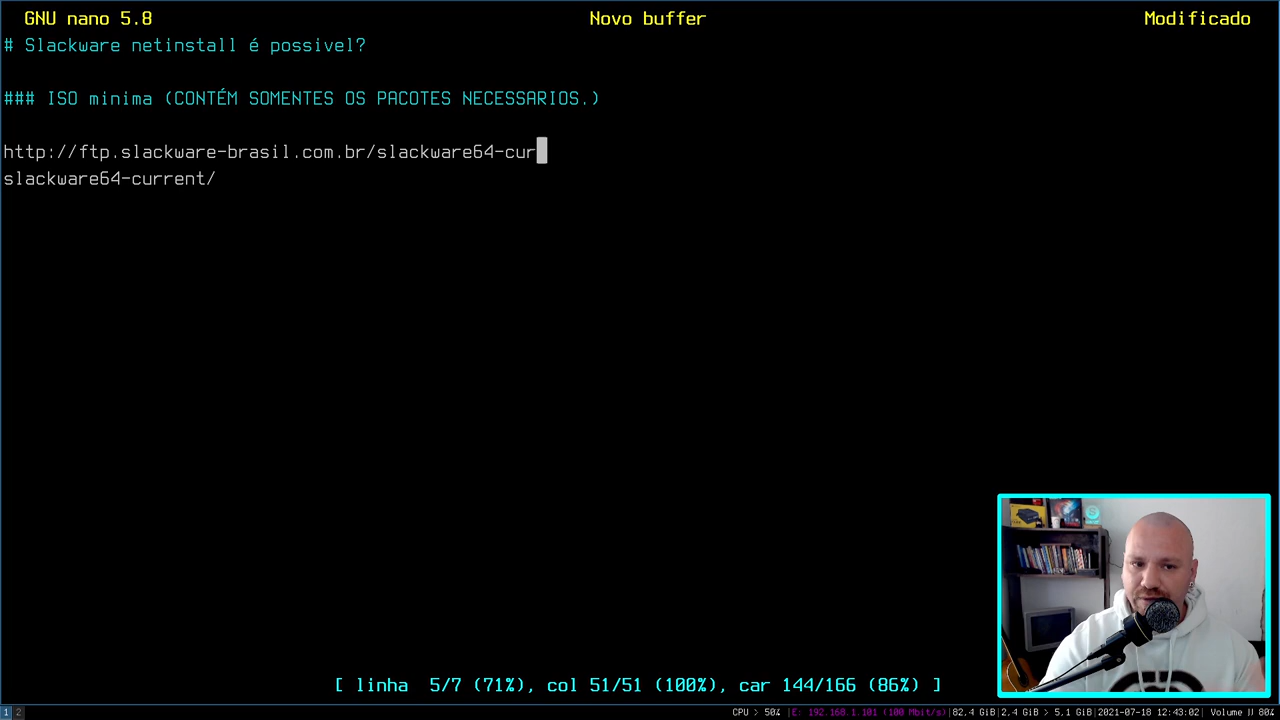 GNU nano 5.8 Novo buffer Modificado
# Slackware netinstall é possivel?
### ISO minima (CONTÉM SOMENTES OS PACOTES NECESSARIOS.)
http://ftp.slackware-brasil.com.br/slackware64-cur
slackware64-current/
[ linha 5/7 (71%), col 51/51 (100%), car 144/166 (86%) ]
1 2 CPU > 50% |E: 192.168.1.101 (100 Mbit/s)|82,4 GiB|2,4 GiB > 5,1 GiB|2021-07-18 12:43:02| Volume )) 80%